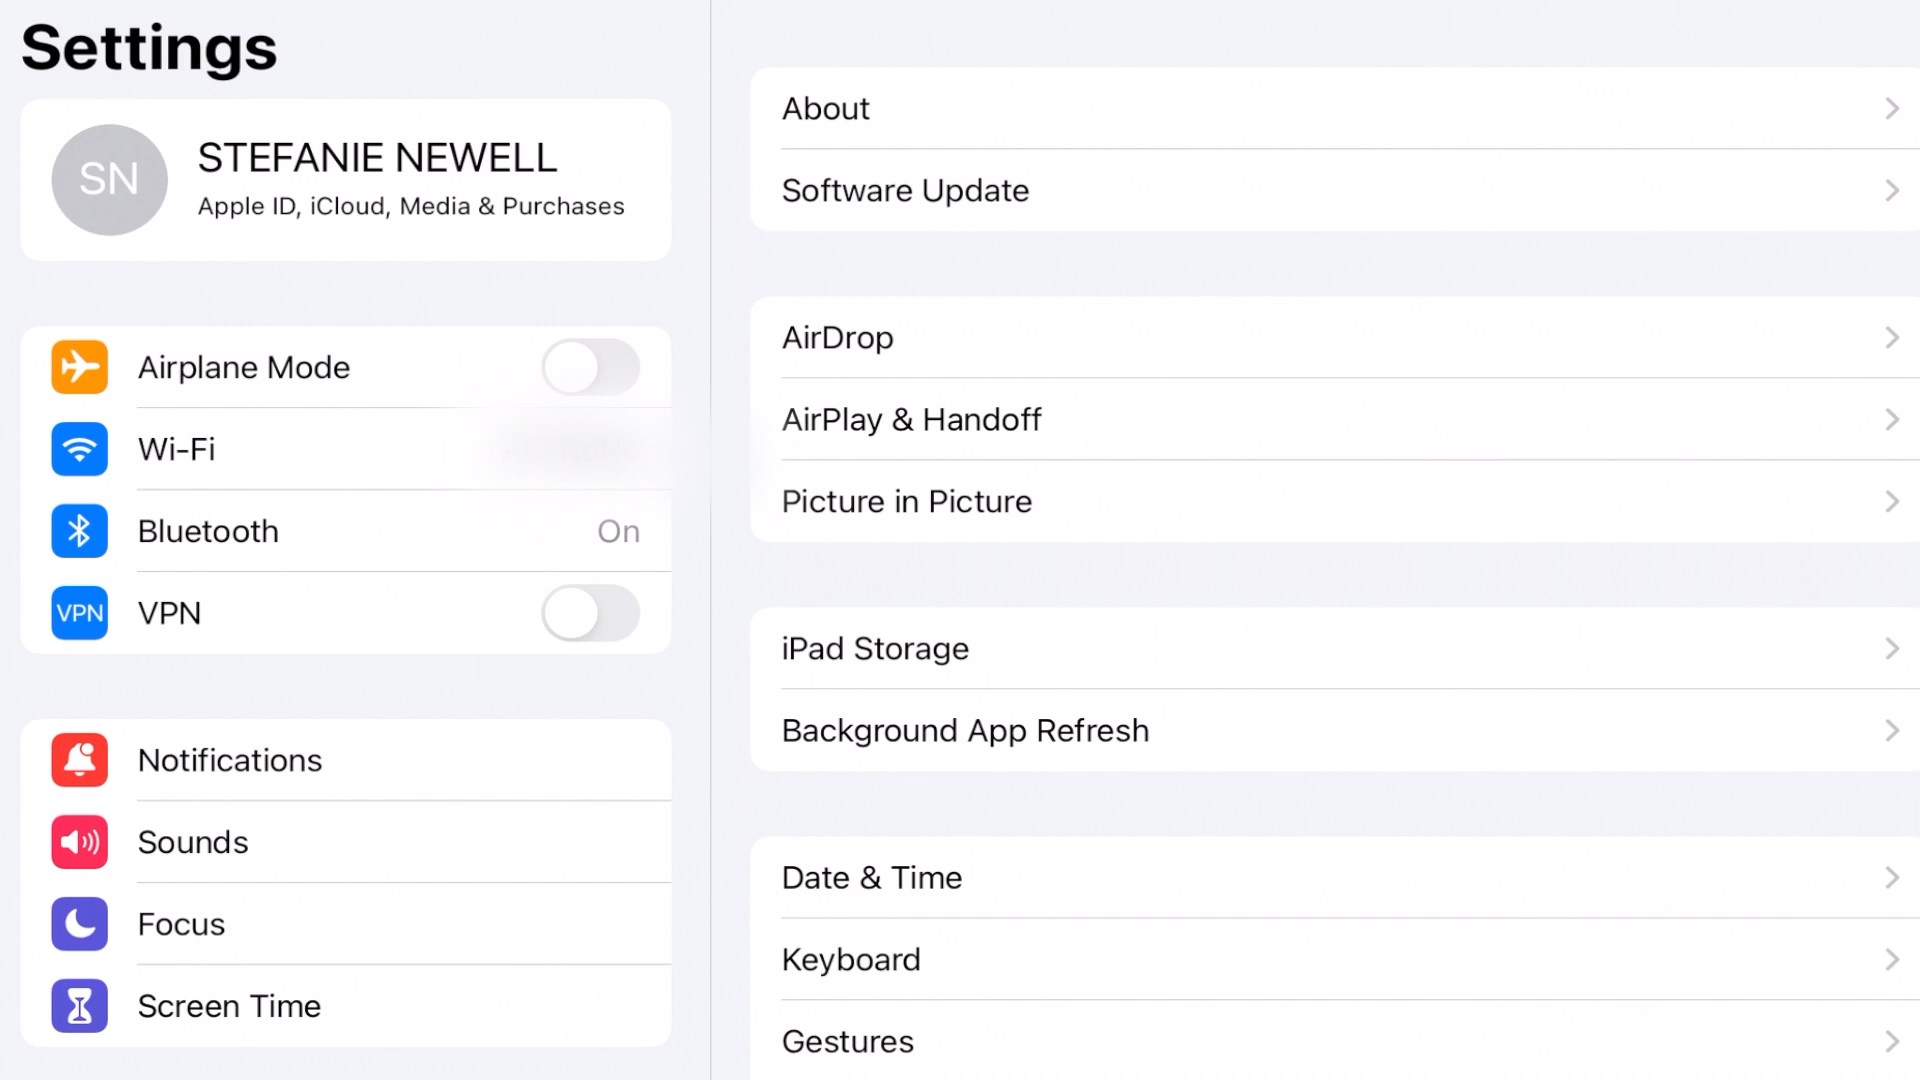 Settings
SN
STEFANIE NEWELL
Apple ID, iCloud, Media & Purchases
Airplane Mode
Wi-Fi
Bluetooth
On
VPN
VPN
Notifications
Sounds
Focus
Screen Time
About
Software Update
AirDrop
AirPlay & Handoff
Picture in Picture
iPad Storage
Background App Refresh
Date & Time
Keyboard
Gestures